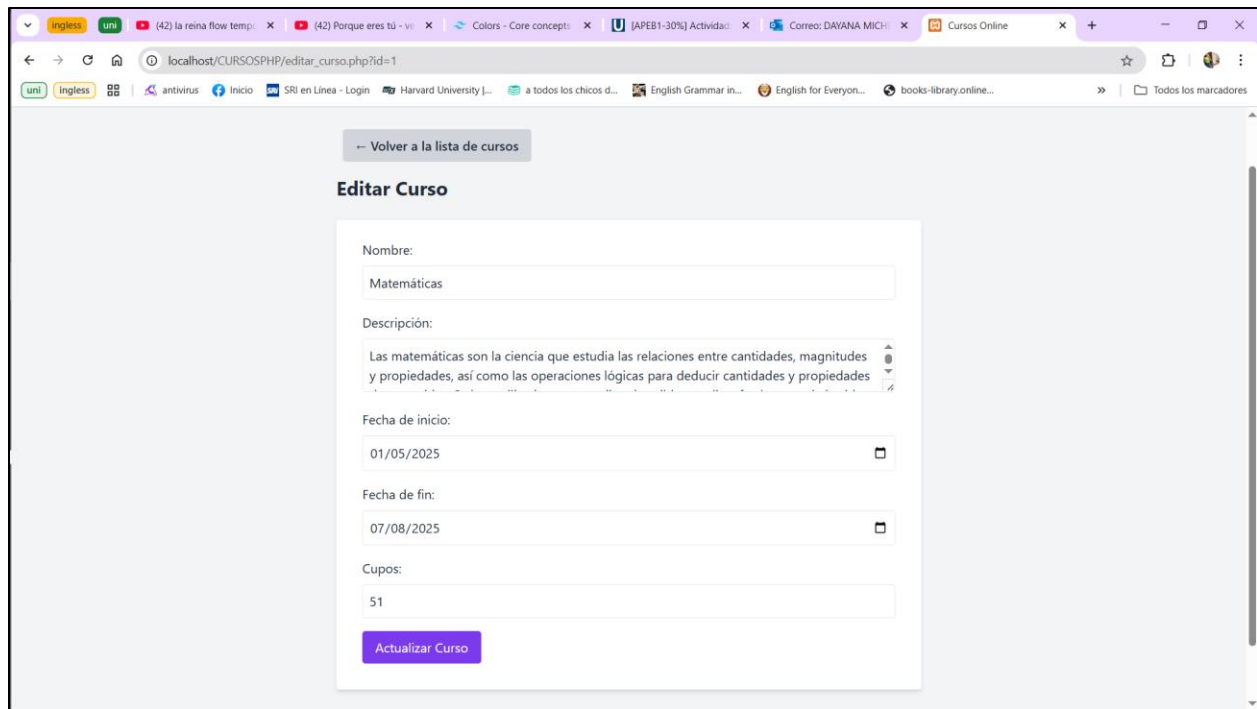 ingless
uni
(42) la reina flow tempo
(42) Porque eres tú - ve
Colors - Core concepts
[APEB1-30%] Actividad
Correo: DAYANA MICH
Cursos Online
localhost/CURSOSPHP/editar_curso.php?id=1
uni
ingless
antivirus
Inicio
SRI en Línea - Login
Harvard University |...
a todos los chicos d...
English Grammar in...
English for Everyon...
books-library.online...
»
Todos los marcadores
← Volver a la lista de cursos
Editar Curso
Nombre:
Matemáticas
Descripción:
Las matemáticas son la ciencia que estudia las relaciones entre cantidades, magnitudes
y propiedades, así como las operaciones lógicas para deducir cantidades y propiedades
Fecha de inicio:
01/05/2025
Fecha de fin:
07/08/2025
Cupos:
51
Actualizar Curso